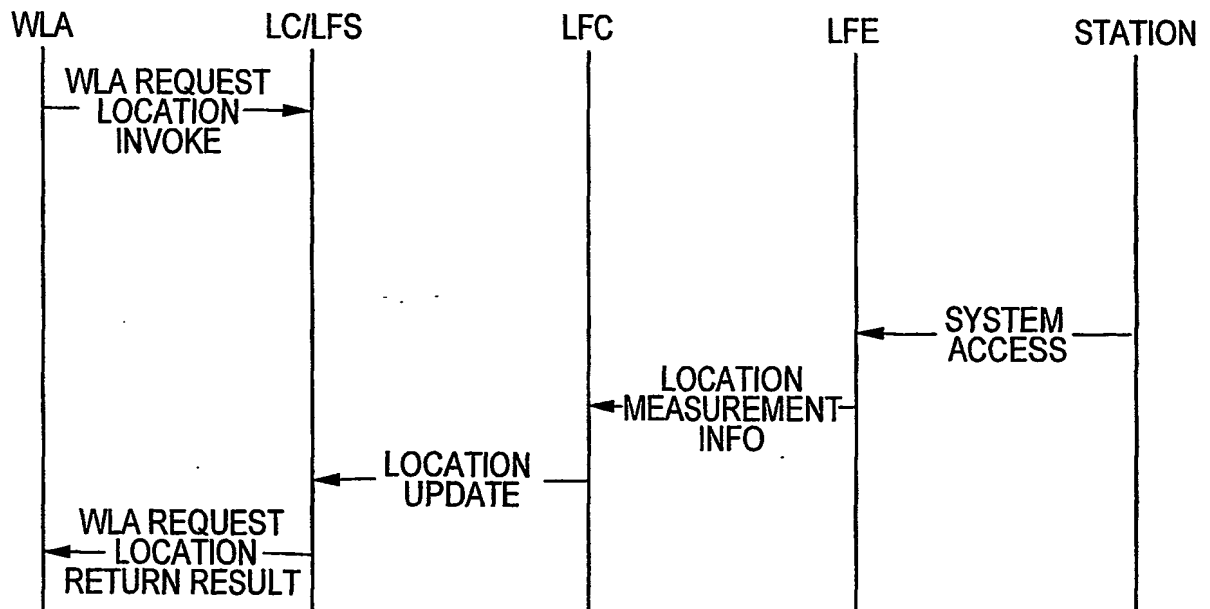 WLA
LC/LFS
LFC
LFE
STATION
WLA REQUEST
LOCATION
INVOKE
SYSTEM
ACCESS
LOCATION
MEASUREMENT
INFO
LOCATION
UPDATE
WLA REQUEST
LOCATION
RETURN RESULT